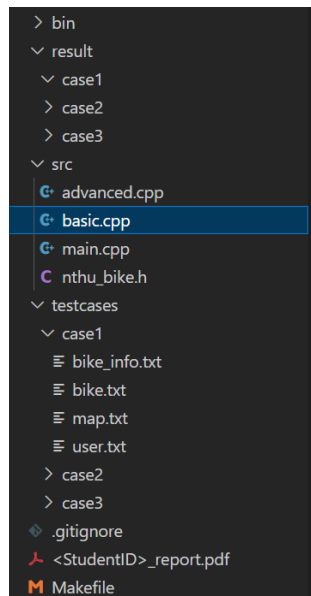 bin
result
case1
case2
case3
src
advanced.cpp
basic.cpp
main.cpp
C nthu_bike.h
testcases
case1
bike_info.txt
bike.txt
map.txt
user.txt
case2
case3
.gitignore
<StudentID>_report.pdf
M Makefile